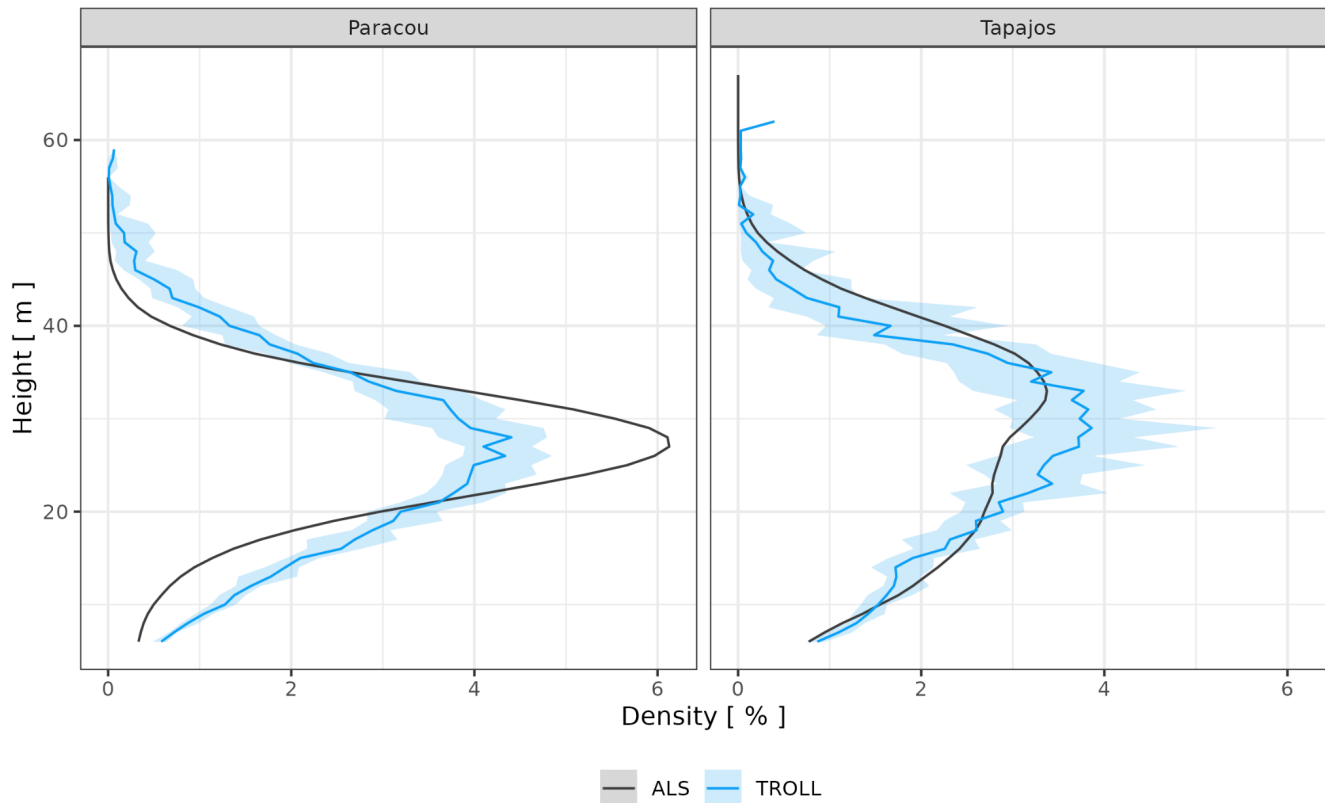 Paracou Tapajos
60
40
20
0 2 4 6 0 2 4 6
Height [ m ]
Density [ % ]
ALS TROLL